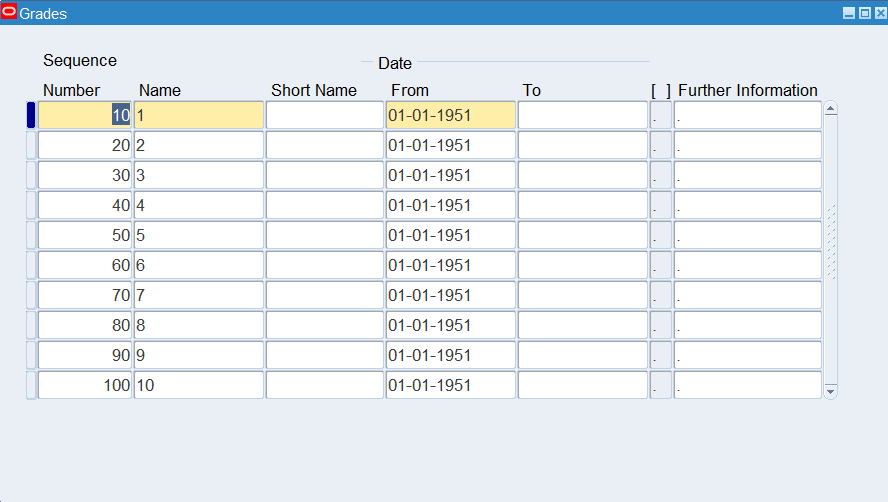 Grades
Sequence
Date
Number Name Short Name From To [ ] Further Information
10 1 01-01-1951 . .
20 2 01-01-1951 . .
30 3 01-01-1951 . .
40 4 01-01-1951 . .
50 5 01-01-1951 . .
60 6 01-01-1951 . .
70 7 01-01-1951 . .
80 8 01-01-1951 . .
90 9 01-01-1951 . .
100 10 01-01-1951 . .